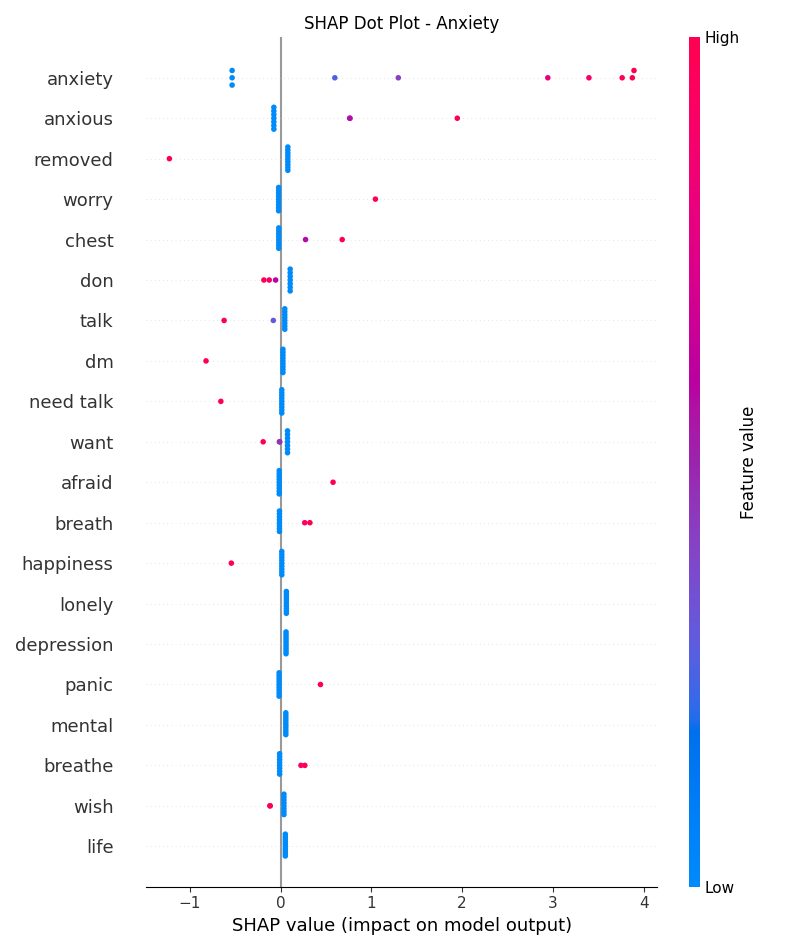 SHAP Dot Plot - Anxiety
High
anxiety
anxious
removed
worry
chest
don
talk
dm
need talk
want
afraid
breath
happiness
lonely
depression
panic
mental
breathe
wish
life
Feature value
Low
−1 0 1 2 3 4
SHAP value (impact on model output)